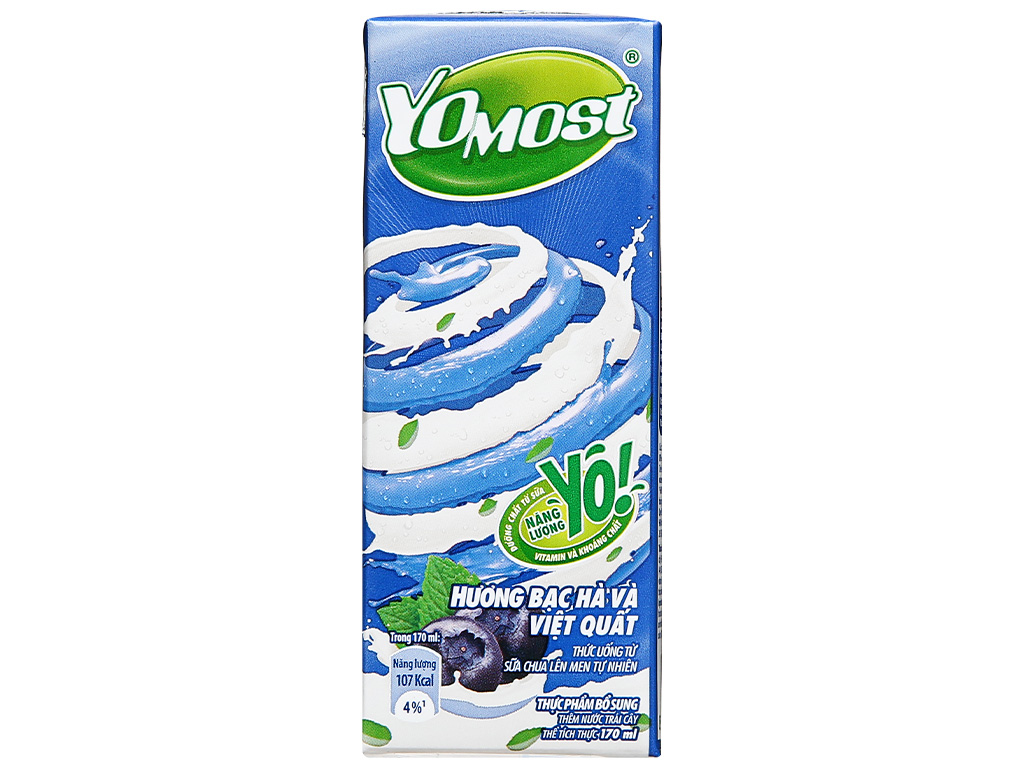 YOMOST ®
DƯỠNG CHẤT TỪ SỮA
NĂNG LƯỢNG
YO!
VITAMIN VÀ KHOÁNG CHẤT
HƯƠNG BẠC HÀ VÀ
VIỆT QUẤT
THỨC UỐNG TỪ
SỮA CHUA LÊN MEN TỰ NHIÊN
Trong 170 ml:
Năng lượng
107 Kcal
4%¹
THỰC PHẨM BỔ SUNG
THÊM NƯỚC TRÁI CÂY
THỂ TÍCH THỰC 170 ml